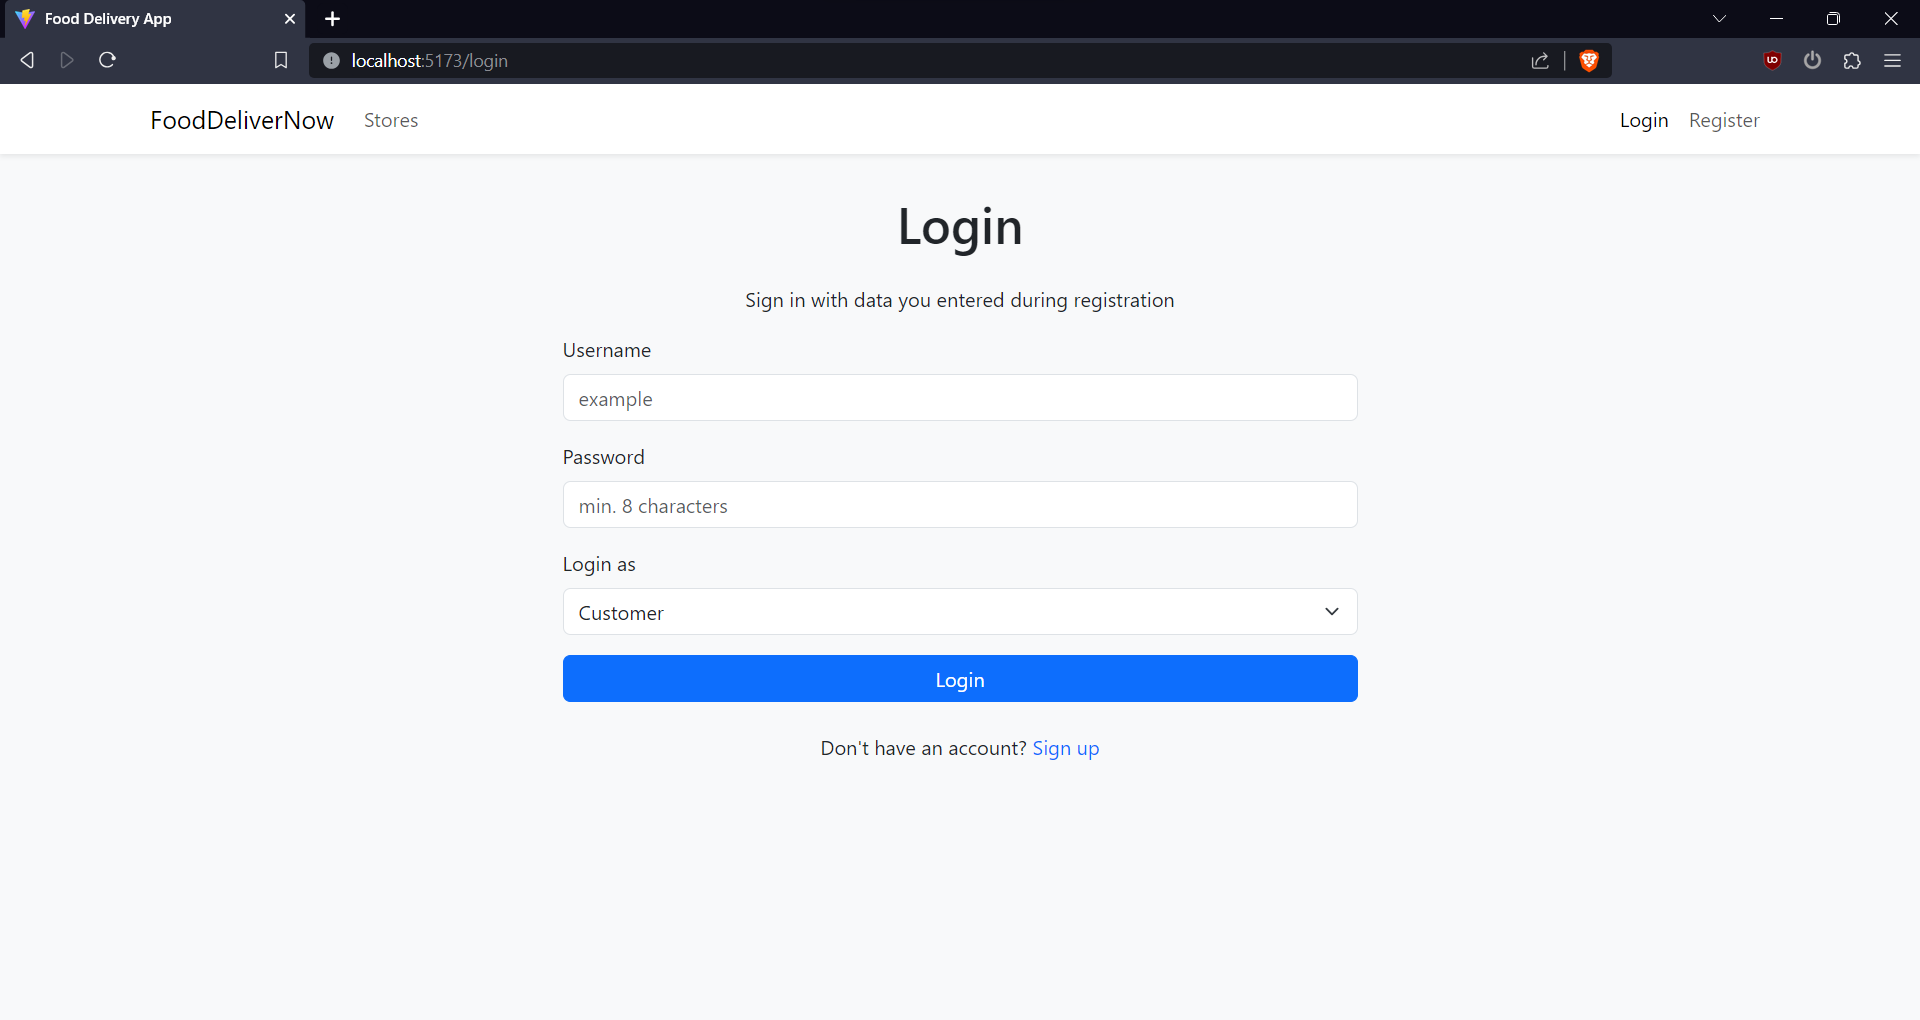 Food Delivery App
localhost:5173/login
FoodDeliverNow Stores Login Register
Login
Sign in with data you entered during registration
Username
example
Password
min. 8 characters
Login as
Customer
Login
Don't have an account? Sign up